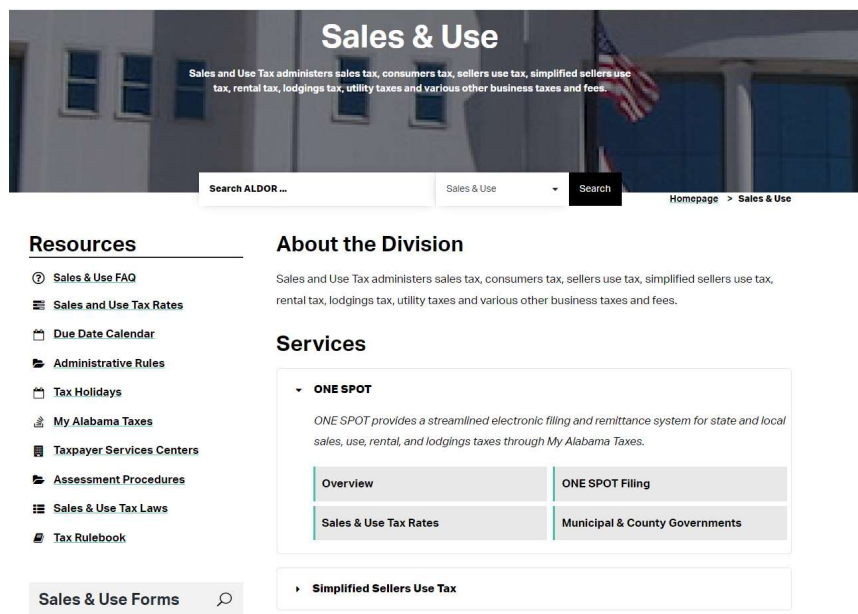 Sales & Use
Sales and Use Tax administers sales tax, consumers tax, sellers use tax, simplified sellers use
tax, rental tax, lodgings tax, utility taxes and various other business taxes and fees.
Search ALDOR ...
Sales & Use
Search
Homepage > Sales & Use
Resources
Sales & Use FAQ
Sales and Use Tax Rates
Due Date Calendar
Administrative Rules
Tax Holidays
My Alabama Taxes
Taxpayer Services Centers
Assessment Procedures
Sales & Use Tax Laws
Tax Rulebook
Sales & Use Forms
About the Division
Sales and Use Tax administers sales tax, consumers tax, sellers use tax, simplified sellers use tax,
rental tax, lodgings tax, utility taxes and various other business taxes and fees.
Services
ONE SPOT
ONE SPOT provides a streamlined electronic filing and remittance system for state and local
sales, use, rental, and lodgings taxes through My Alabama Taxes.
Overview
ONE SPOT Filing
Sales & Use Tax Rates
Municipal & County Governments
Simplified Sellers Use Tax